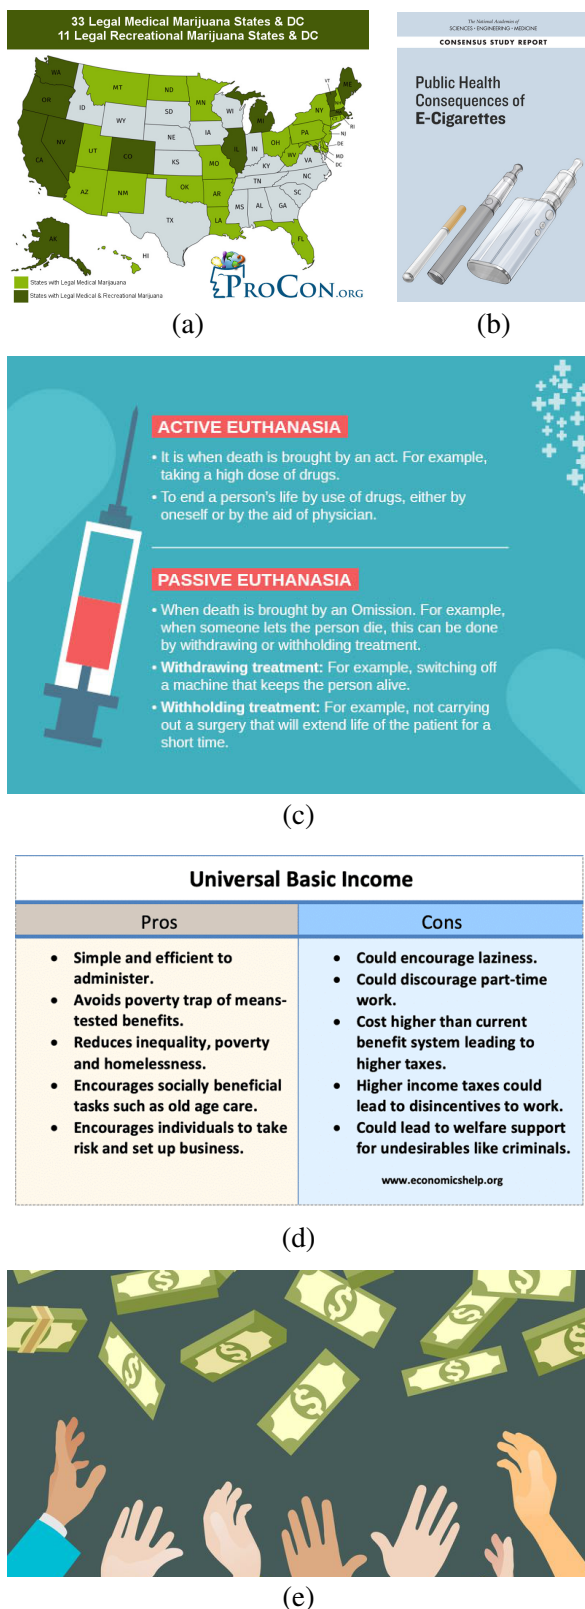 33 Legal Medical Marijuana States & DC
11 Legal Recreational Marijuana States & DC
WA
OR
CA
NV
ID
MT
WY
UT
AZ
CO
NM
ND
SD
NE
KS
OK
TX
MN
IA
MO
AR
LA
WI
IL
MI
IN
OH
KY
TN
MS
AL
GA
FL
SC
NC
VA
WV
PA
NY
VT
ME
RI
NJ
DE
MD
DC
AK
HI
States with Legal Medical Marijauana
States with Legal Medical & Recreational Marijuana
PROCON.ORG
(a)
The National Academies of
SCIENCES • ENGINEERING • MEDICINE
CONSENSUS STUDY REPORT
Public Health
Consequences of
E-Cigarettes
(b)
ACTIVE EUTHANASIA
• It is when death is brought by an act. For example,
taking a high dose of drugs.
• To end a person's life by use of drugs, either by
oneself or by the aid of physician.
PASSIVE EUTHANASIA
• When death is brought by an Omission. For example,
when someone lets the person die, this can be done
by withdrawing or withholding treatment.
• Withdrawing treatment: For example, switching off
a machine that keeps the person alive.
• Withholding treatment: For example, not carrying
out a surgery that will extend life of the patient for a
short time.
(c)
Universal Basic Income
Pros
• Simple and efficient to
administer.
• Avoids poverty trap of means-
tested benefits.
• Reduces inequality, poverty
and homelessness.
• Encourages socially beneficial
tasks such as old age care.
• Encourages individuals to take
risk and set up business.
Cons
• Could encourage laziness.
• Could discourage part-time
work.
• Cost higher than current
benefit system leading to
higher taxes.
• Higher income taxes could
lead to disincentives to work.
• Could lead to welfare support
for undesirables like criminals.
www.economicshelp.org
(d)
$
$
$
$
$
$
$
$
$
(e)